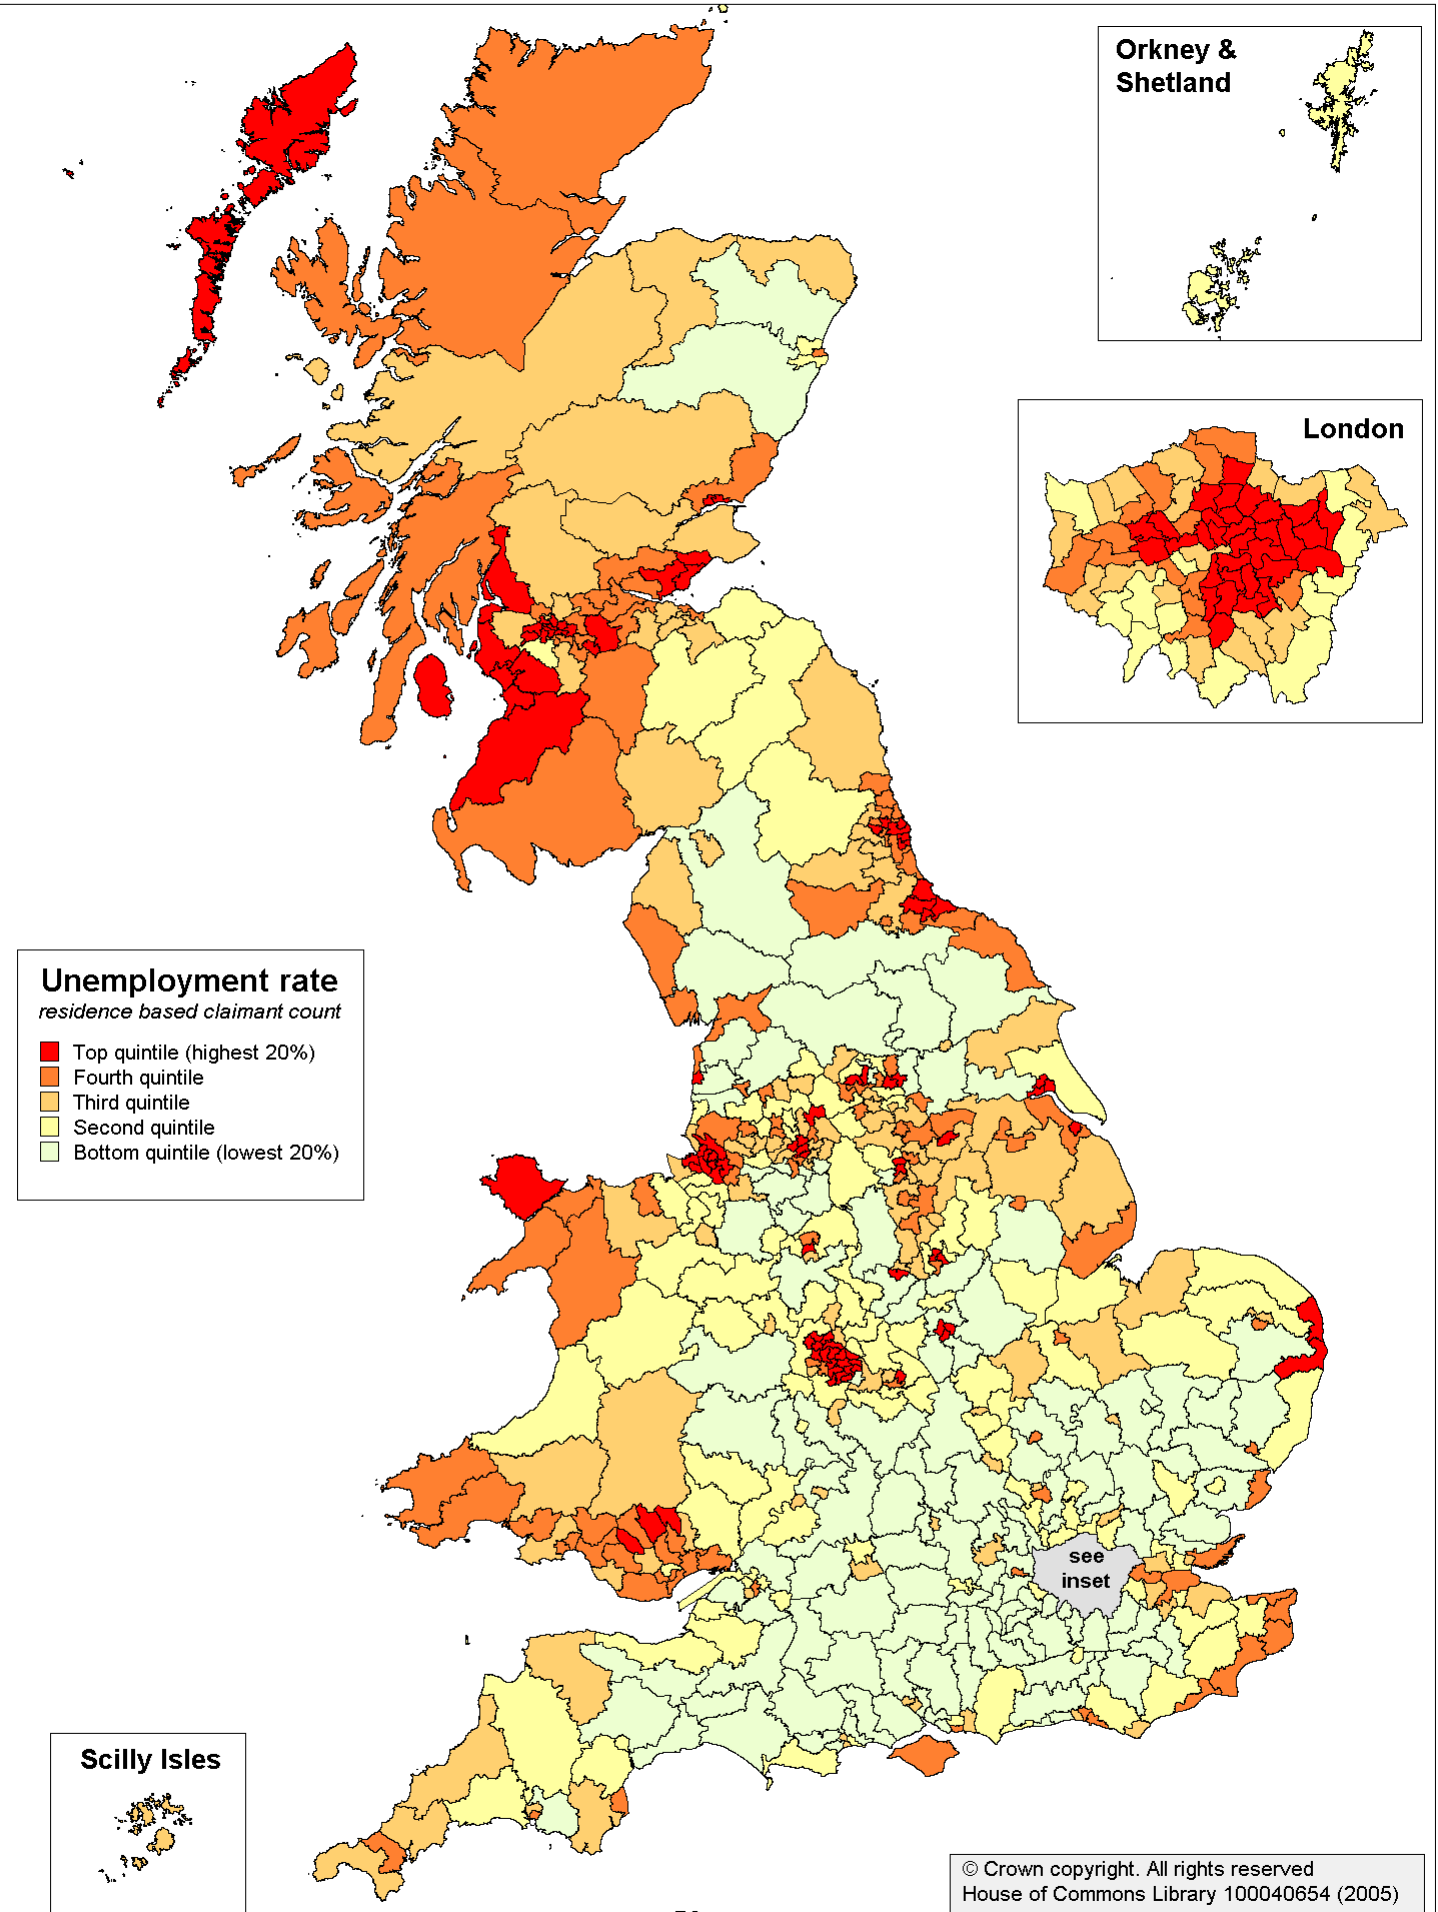 Orkney &
Shetland
London
Unemployment rate
residence based claimant count
Top quintile (highest 20%)
Fourth quintile
Third quintile
Second quintile
Bottom quintile (lowest 20%)
see
inset
Scilly Isles
© Crown copyright. All rights reserved
House of Commons Library 100040654 (2005)